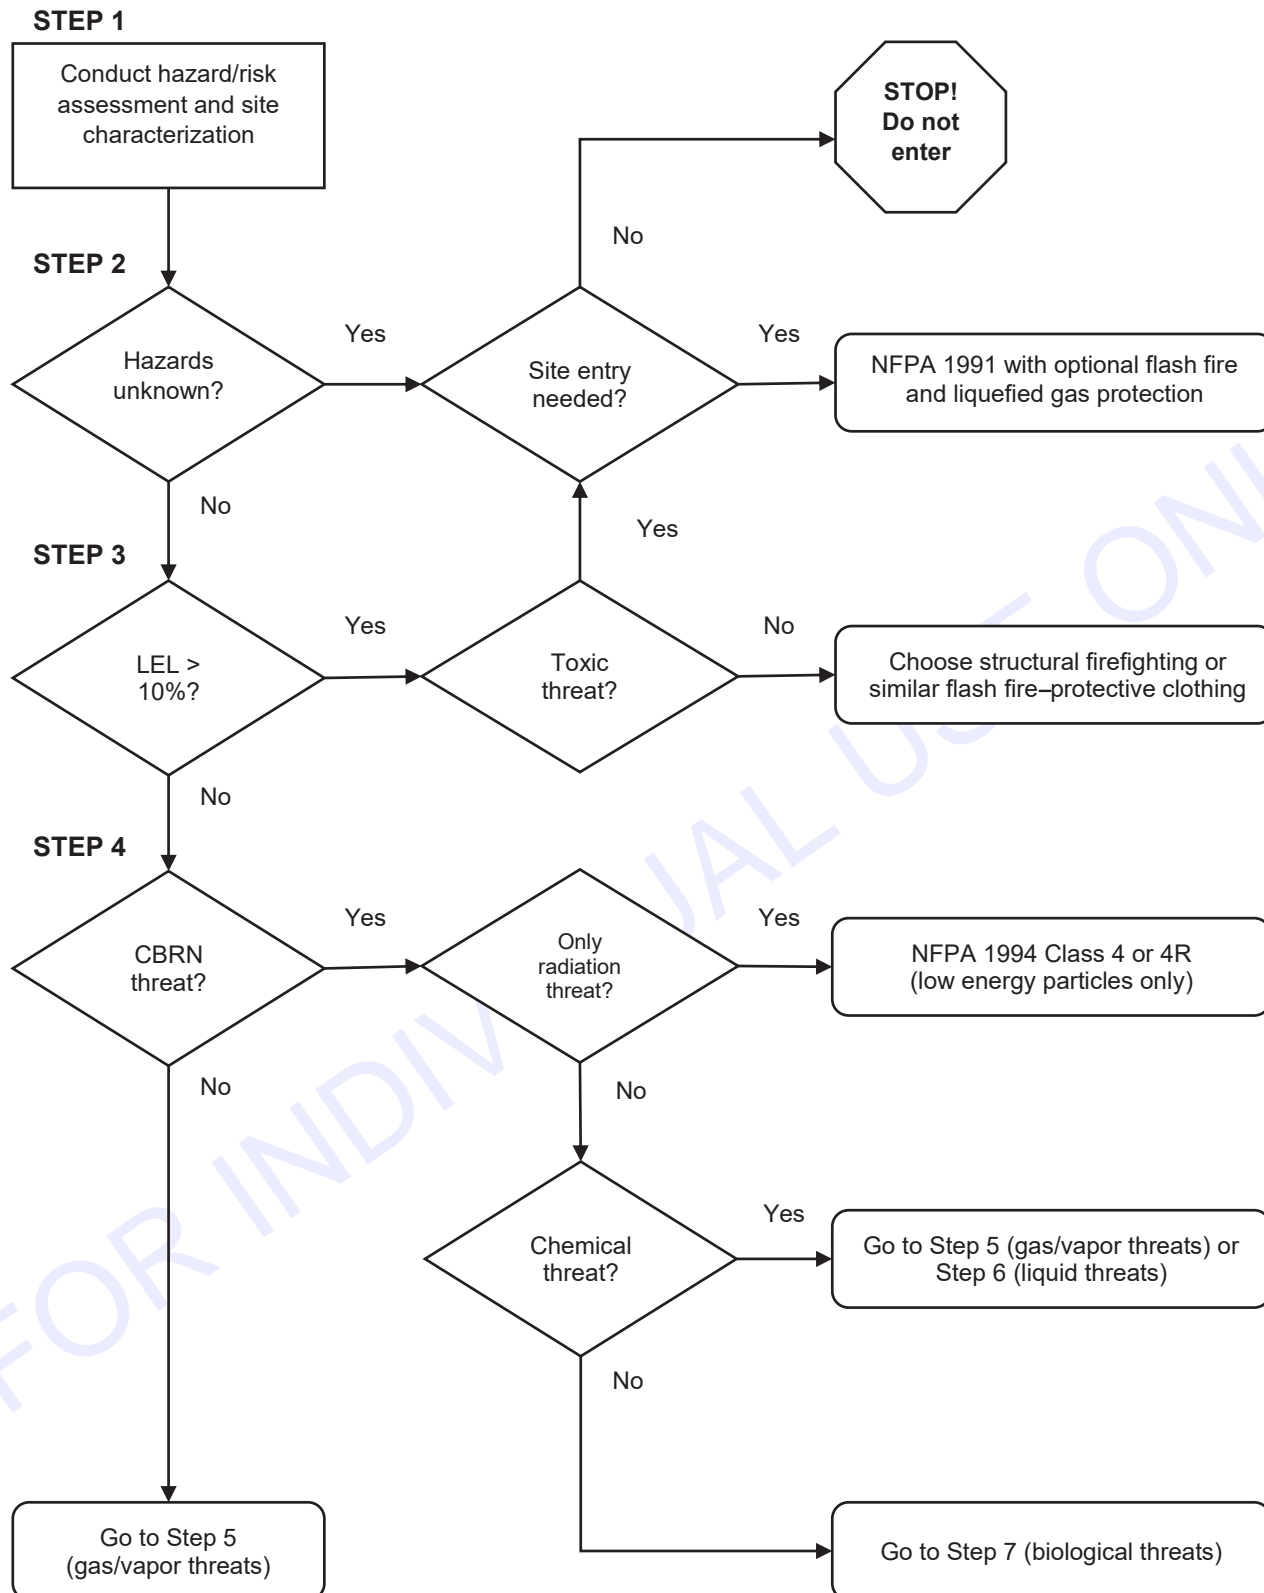 STEP 1
Conduct hazard/risk
assessment and site
characterization
STOP!
Do not
enter
No
STEP 2
Hazards
unknown?
Yes
Site entry
needed?
Yes
NFPA 1991 with optional flash fire
and liquefied gas protection
No
Yes
STEP 3
LEL >
10%?
Yes
Toxic
threat?
No
Choose structural firefighting or
similar flash fire–protective clothing
No
STEP 4
CBRN
threat?
Yes
Only
radiation
threat?
Yes
NFPA 1994 Class 4 or 4R
(low energy particles only)
No
No
Chemical
threat?
Yes
Go to Step 5 (gas/vapor threats) or
Step 6 (liquid threats)
No
Go to Step 5
(gas/vapor threats)
Go to Step 7 (biological threats)
FOR INDIVIDUAL USE ONL